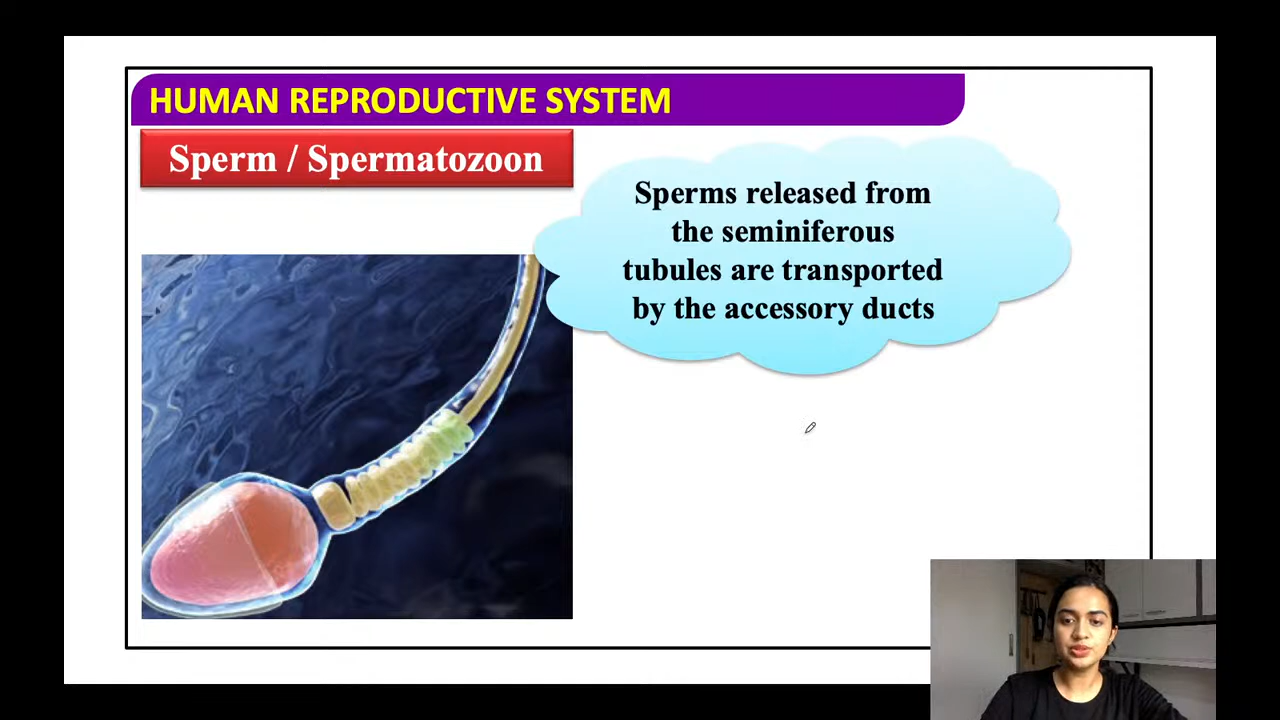 HUMAN REPRODUCTIVE SYSTEM
Sperm / Spermatozoon
Sperms released from
the seminiferous
tubules are transported
by the accessory ducts